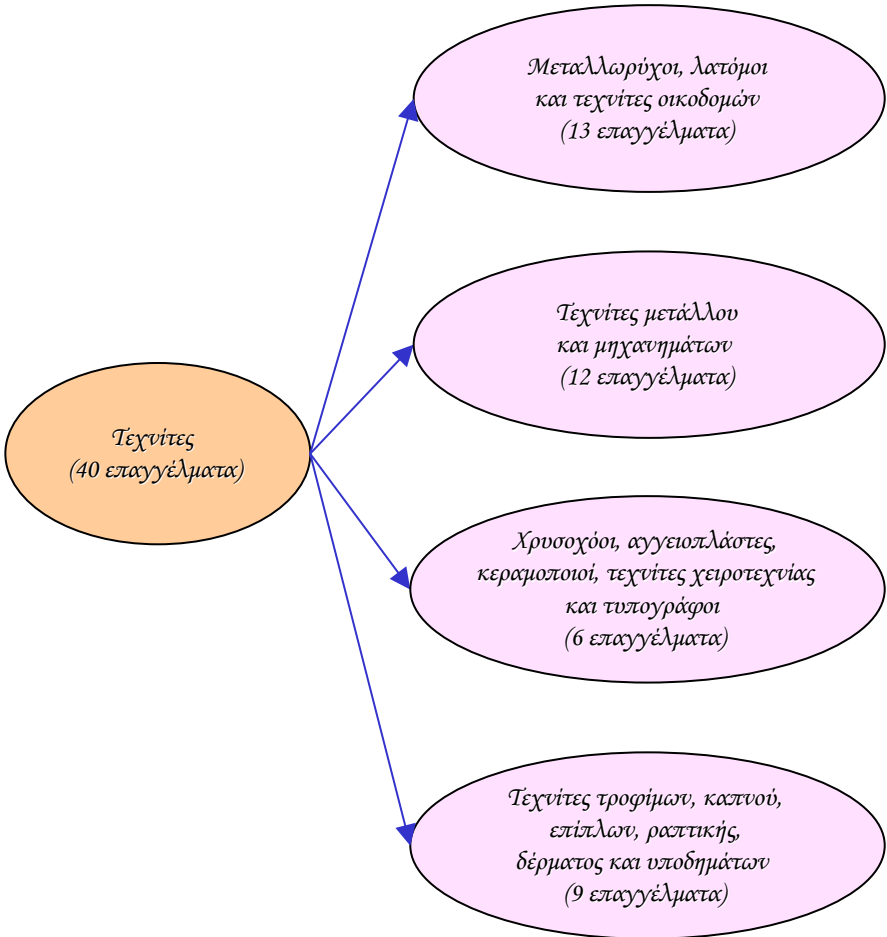 Μεταλλωρύχοι, λατόμοι
και τεχνίτες οικοδομών
(13 επαγγέλματα)
Τεχνίτες μετάλλου
και μηχανημάτων
(12 επαγγέλματα)
Τεχνίτες
(40 επαγγέλματα)
Χρυσοχόοι, αγγειοπλάστες,
κεραμοποιοί, τεχνίτες χειροτεχνίας
και τυπογράφοι
(6 επαγγέλματα)
Τεχνίτες τροφίμων, καπνού,
επίπλων, ραπτικής,
δέρματος και υποδημάτων
(9 επαγγέλματα)